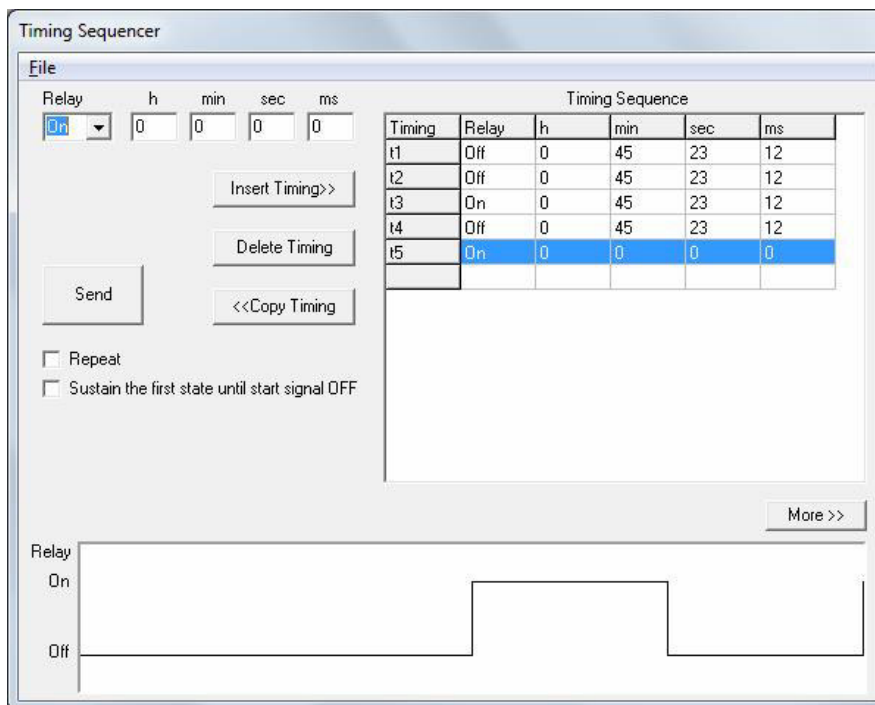 Timing Sequencer
File
Relay h min sec ms
On 0 0 0 0
Insert Timing>>
Delete Timing
Send
<<Copy Timing
Repeat
Sustain the first state until start signal OFF
Timing Sequence
Timing Relay h min sec ms
t1 Off 0 45 23 12
t2 Off 0 45 23 12
t3 On 0 45 23 12
t4 Off 0 45 23 12
t5 On 0 0 0 0
More >>
Relay
On
Off